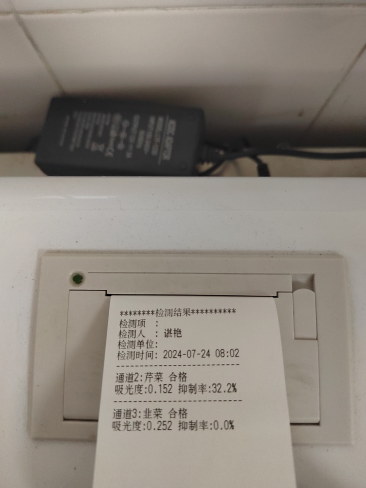 ********检测结果**********
检测项  :
检测人  : 谌艳
检测单位:
检测时间: 2024-07-24 08:02
--------------------------
通道2:芹菜 合格
吸光度:0.152 抑制率:32.2%
--------------------------
通道3:韭菜 合格
吸光度:0.252 抑制率:0.0%